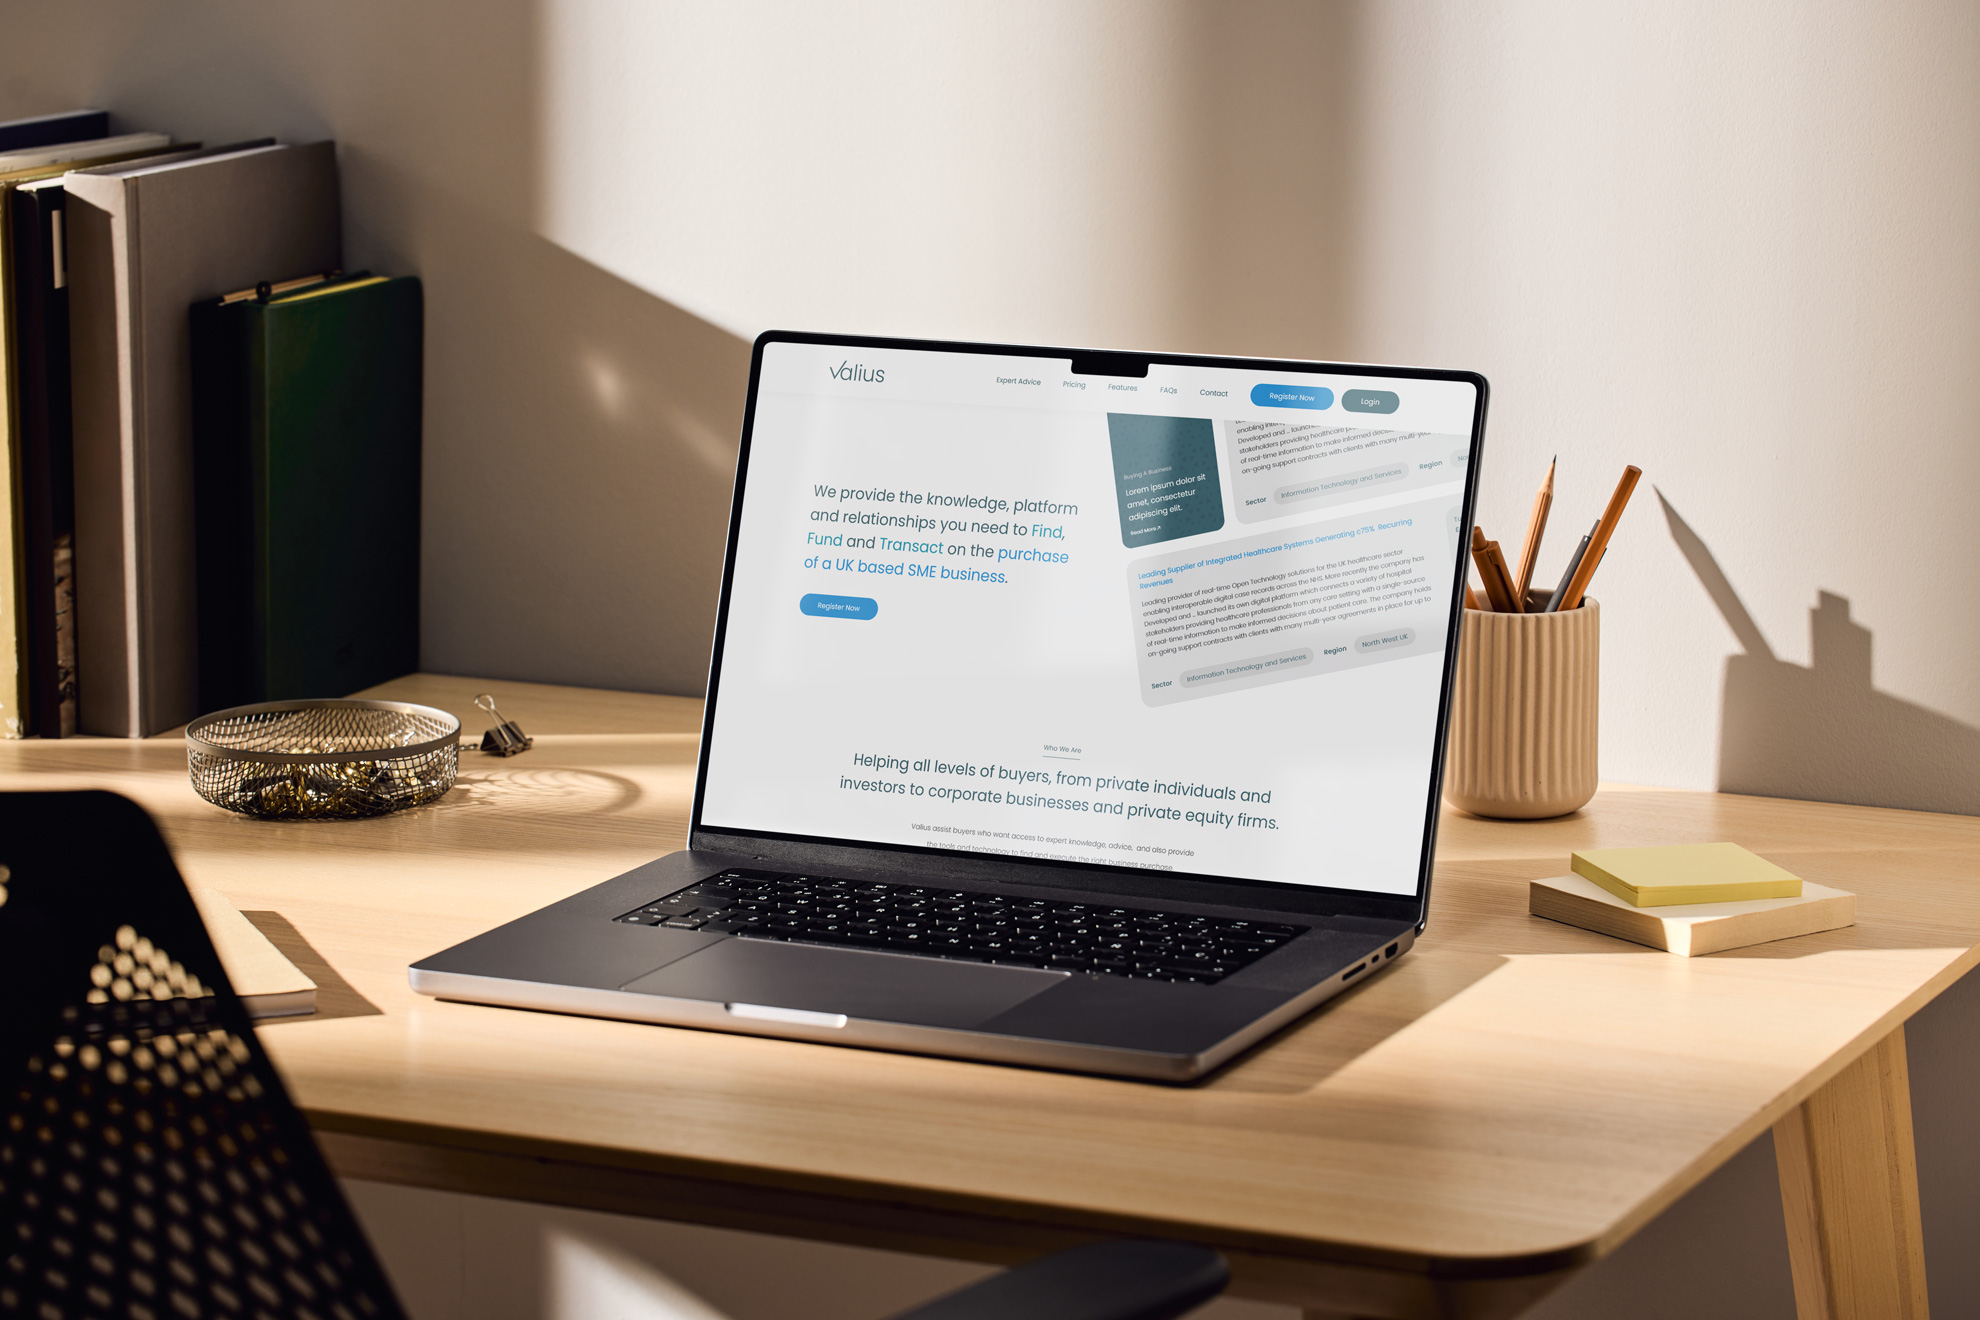 Valius
Expert Advice
Pricing
Features
FAQs
Contact
Register Now
Login
We provide the knowledge, platform
and relationships you need to Find,
Fund and Transact on the purchase
of a UK based SME business.
Register Now
Buying A Business
Lorem ipsum dolor sit
amet, consectetur
adipiscing elit.
Read More
Developed and .. launched
stakeholders providing healthcare
of real-time information to make informed
on-going support contracts with clients with many
Sector
Information Technology and Services
Region
Leading Supplier of Integrated Healthcare Systems Generating c75% Recurring
Revenues
Leading provider of real-time Open Technology solutions for the UK healthcare sector
enabling interoperable digital case records across the NHS. More recently the company has
Developed and .. launched its own digital platform which connects a variety of hospital
stakeholders providing healthcare professionals from any care setting with a single-source
of real-time information to make informed decisions about patient care. The company holds
on-going support contracts with clients with many multi-year agreements in place for up to
Sector
Information Technology and Services
Region
North West UK
Who We Are
Helping all levels of buyers, from private individuals and
investors to corporate businesses and private equity firms.
Valius assist buyers who want access to expert knowledge, advice, and also provide
the tools and technology to find and execute the right business purchase